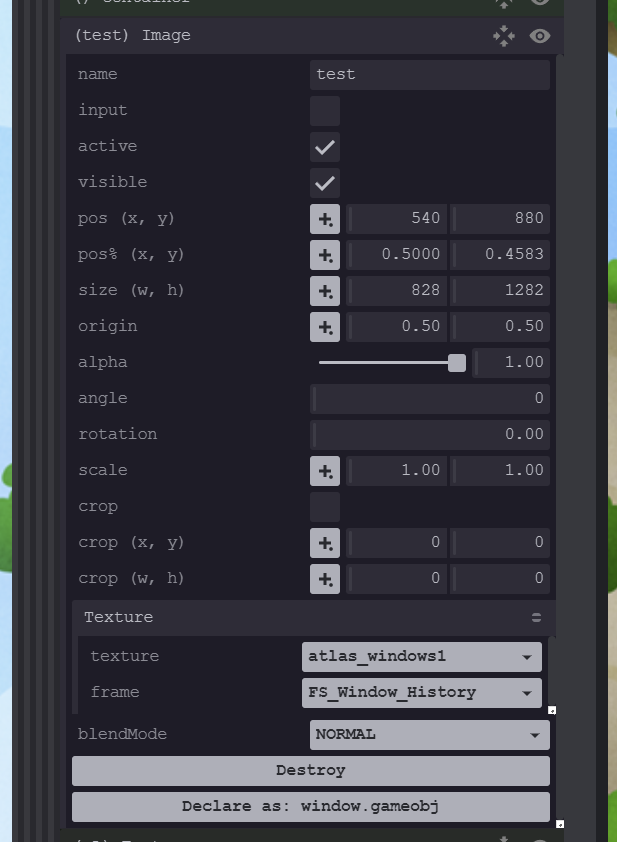 () Container
(test) Image
name test
input
active
visible
pos (x, y) 540 880
pos% (x, y) 0.5000 0.4583
size (w, h) 828 1282
origin 0.50 0.50
alpha 1.00
angle 0
rotation 0.00
scale 1.00 1.00
crop
crop (x, y) 0 0
crop (w, h) 0 0
Texture
texture atlas_windows1
frame FS_Window_History
blendMode NORMAL
Destroy
Declare as: window.gameobj